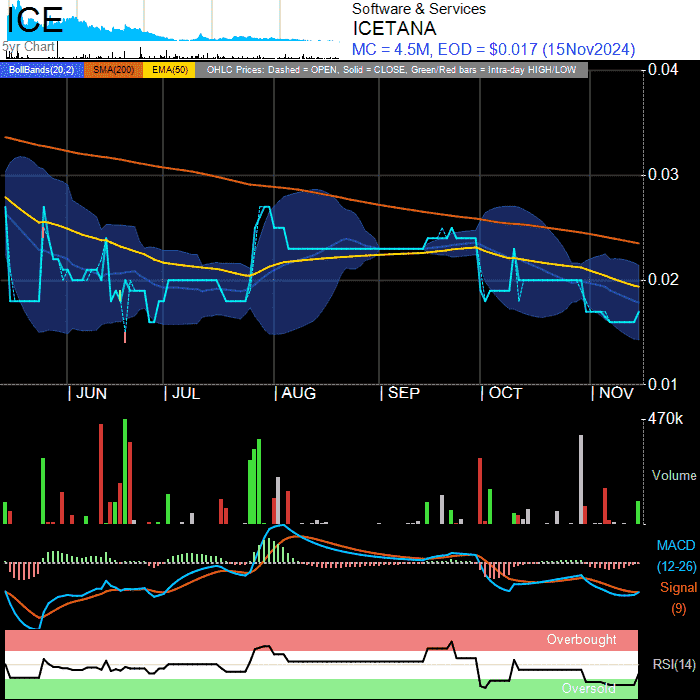 ICE
5yr Chart
Software & Services
ICETANA
MC = 4.5M, EOD = $0.017 (15Nov2024)
BollBands(20,2) SMA(200) EMA(50) OHLC Prices: Dashed = OPEN, Solid = CLOSE, Green/Red bars = Intra-day HIGH/LOW
0.04
0.03
0.02
0.01
JUN JUL AUG SEP OCT NOV
470k
Volume
MACD
(12-26)
Signal
(9)
Overbought
RSI(14)
Oversold